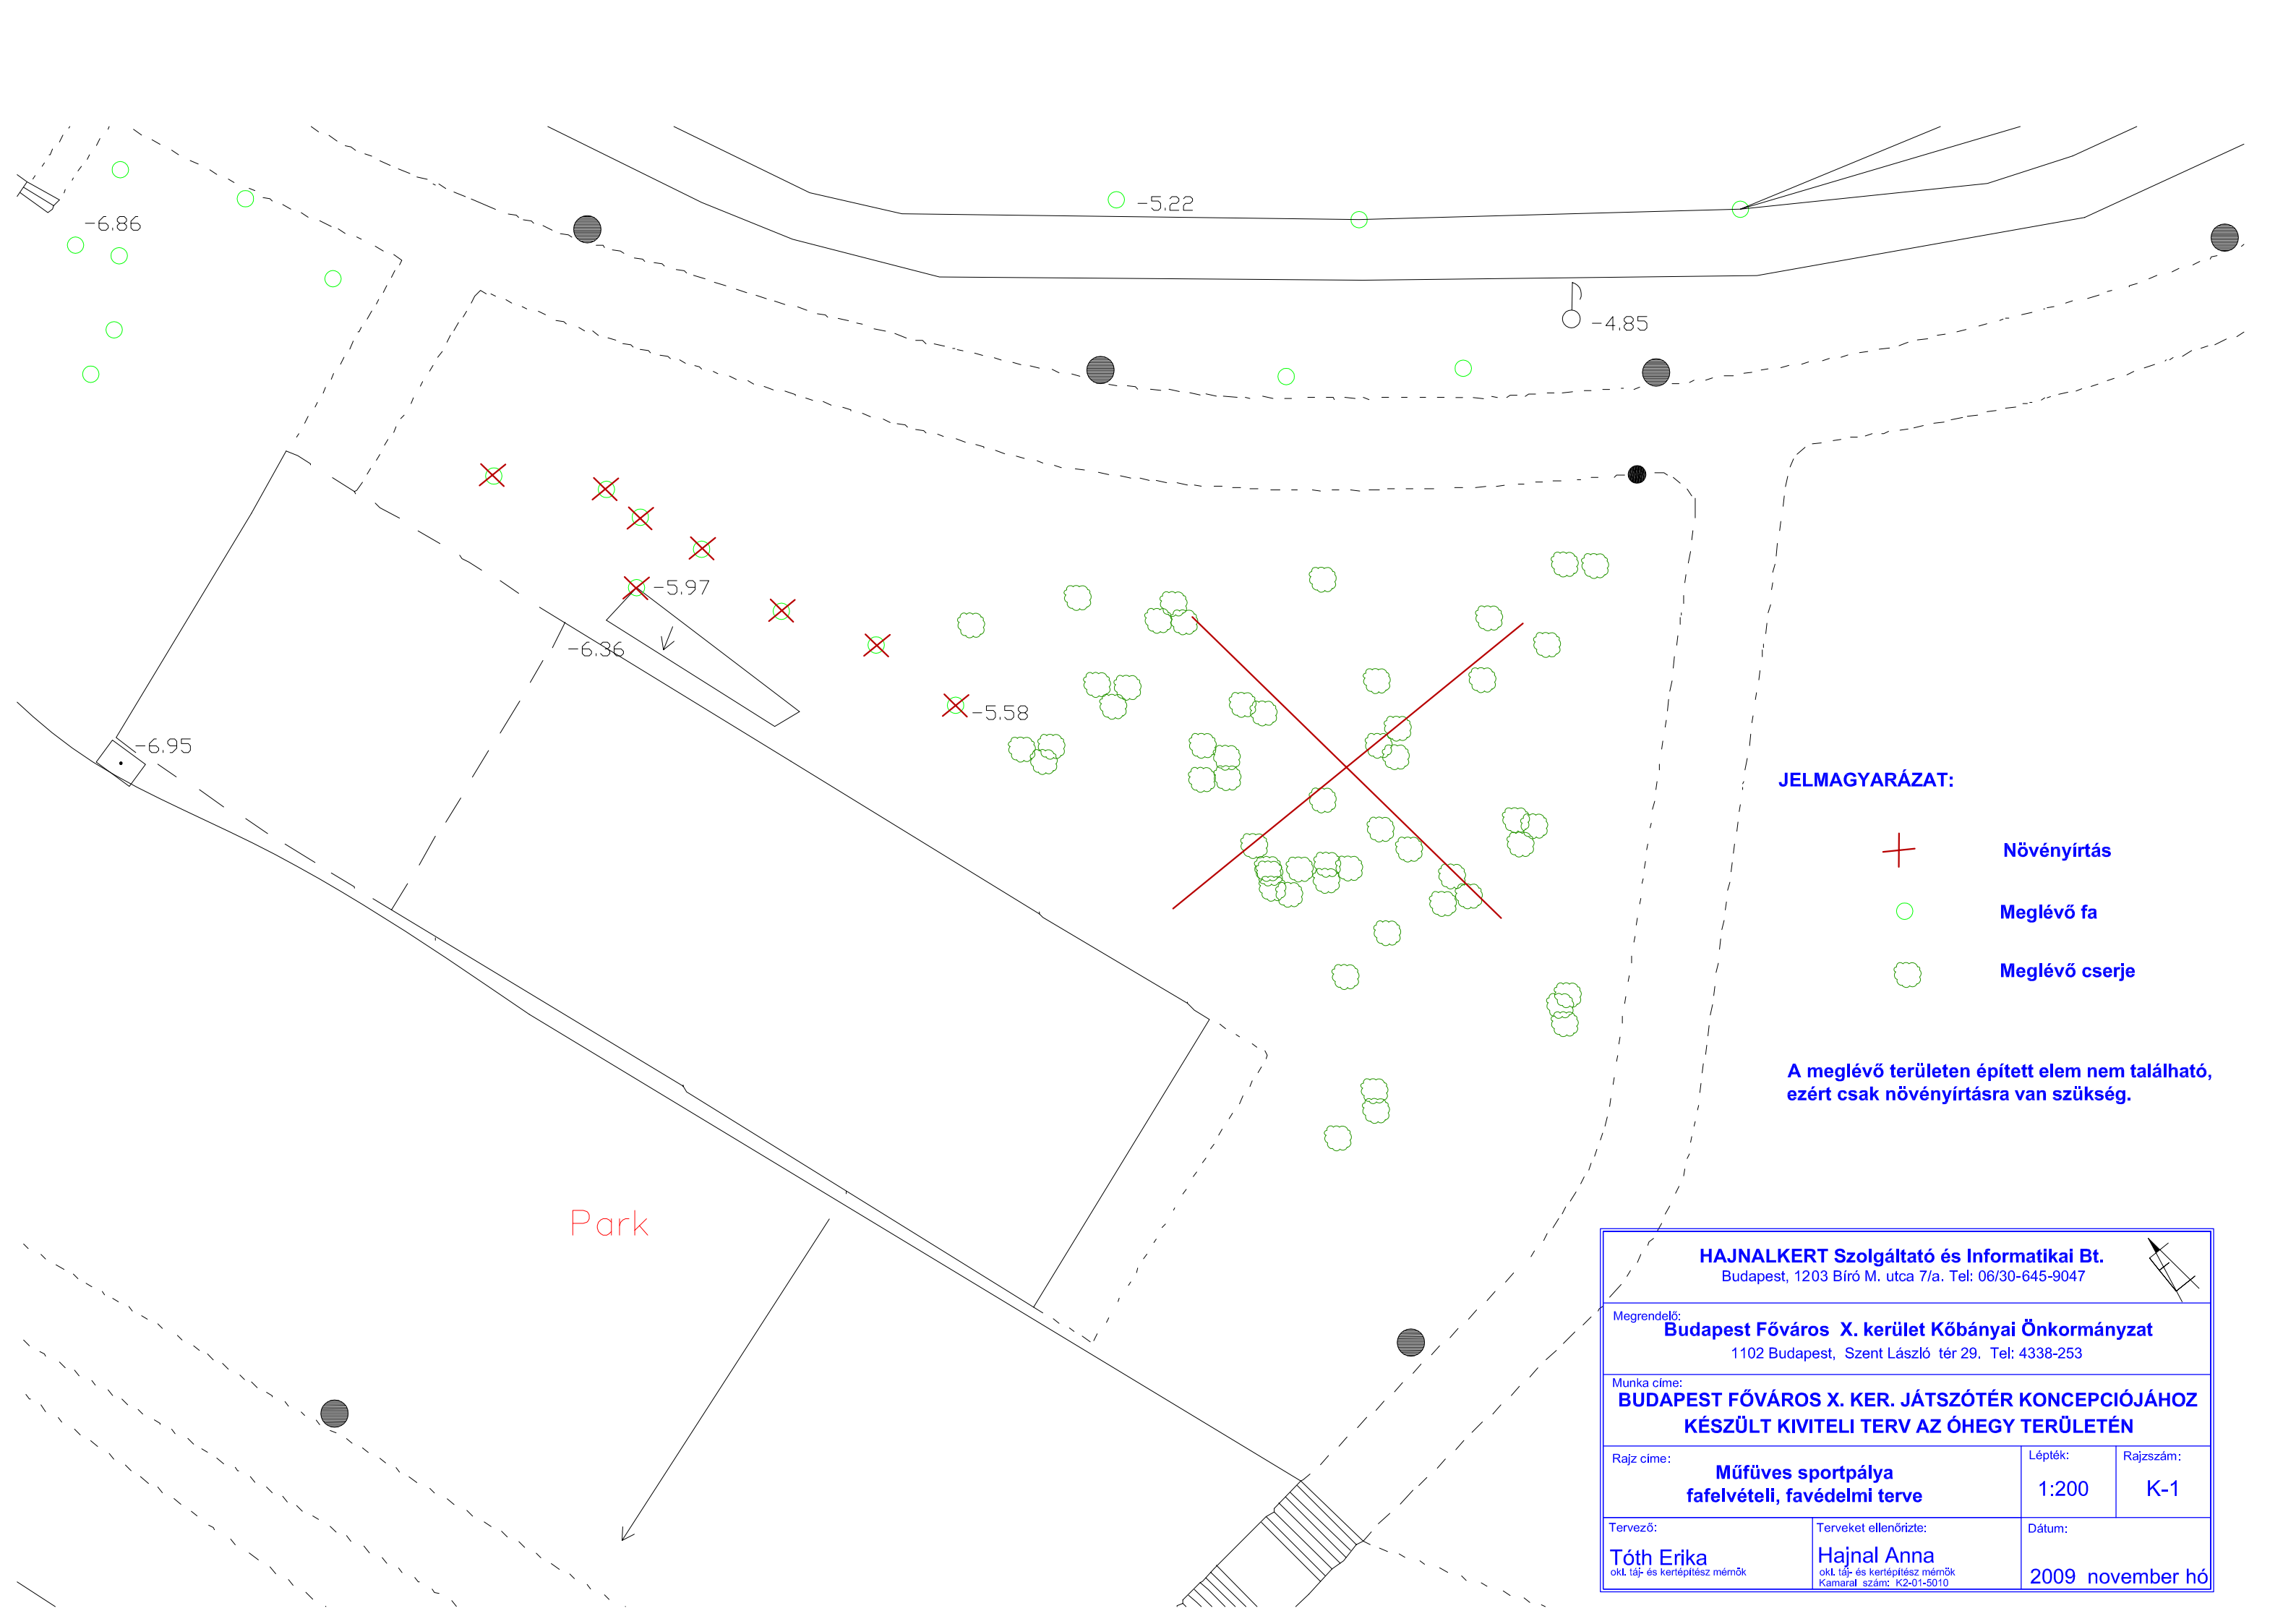 -6.86
-5.22
-4.85
-5.97
-6.36
-5.58
-6.95
JELMAGYARÁZAT:
Növényírtás
Meglévő fa
Meglévő cserje
A meglévő területen épített elem nem található,
ezért csak növényírtásra van szükség.
Park
HAJNALKERT Szolgáltató és Informatikai Bt.
Budapest, 1203 Bíró M. utca 7/a. Tel: 06/30-645-9047
Megrendelő:
Budapest Főváros X. kerület Kőbányai Önkormányzat
1102 Budapest, Szent László tér 29. Tel: 4338-253
Munka címe:
BUDAPEST FŐVÁROS X. KER. JÁTSZÓTÉR KONCEPCIÓJÁHOZ
KÉSZÜLT KIVITELI TERV AZ ÓHEGY TERÜLETÉN
Rajz címe:
Műfüves sportpálya
fafelvételi, favédelmi terve
Lépték:
1:200
Rajzszám:
K-1
Tervező:
Tóth Erika
okl. táj- és kertépítész mérnök
Terveket ellenőrizte:
Hajnal Anna
okl. táj- és kertépítész mérnök
Kamaral szám: K2-01-5010
Dátum:
2009 november hó